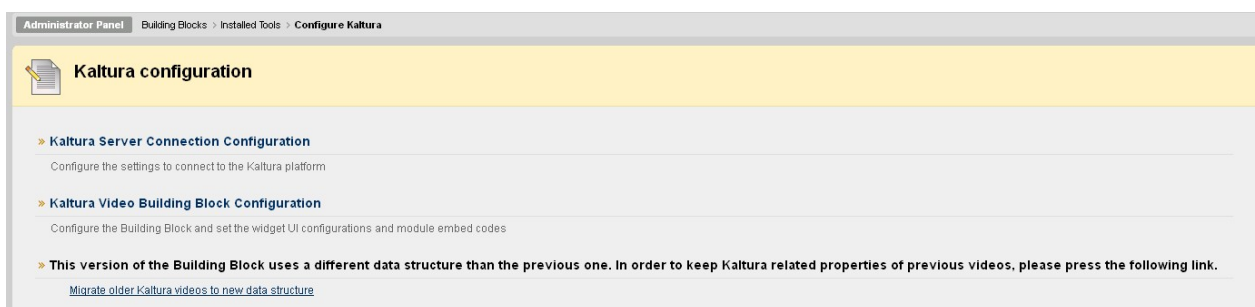 Administrator Panel Building Blocks > Installed Tools > Configure Kaltura
Kaltura configuration
» Kaltura Server Connection Configuration
Configure the settings to connect to the Kaltura platform
» Kaltura Video Building Block Configuration
Configure the Building Block and set the widget UI configurations and module embed codes
» This version of the Building Block uses a different data structure than the previous one. In order to keep Kaltura related properties of previous videos, please press the following link.
Migrate older Kaltura videos to new data structure